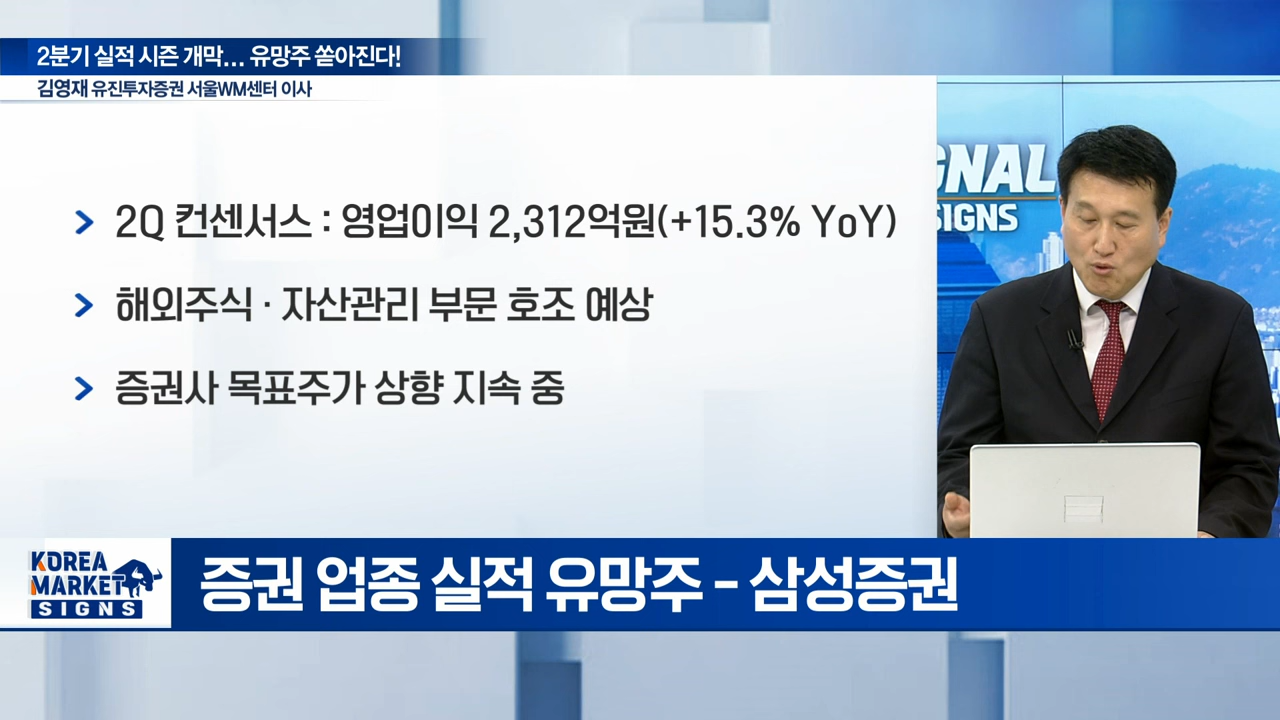 2분기 실적 시즌 개막... 유망주 쏟아진다!
김영재 유진투자증권 서울WM센터 이사
2Q 컨센서스 : 영업이익 2,312억원(+15.3% YoY)
해외주식 · 자산관리 부문 호조 예상
증권사 목표주가 상향 지속 중
GNAL
SIGNS
KOREA
MARKET
SIGNS
증권 업종 실적 유망주 - 삼성증권